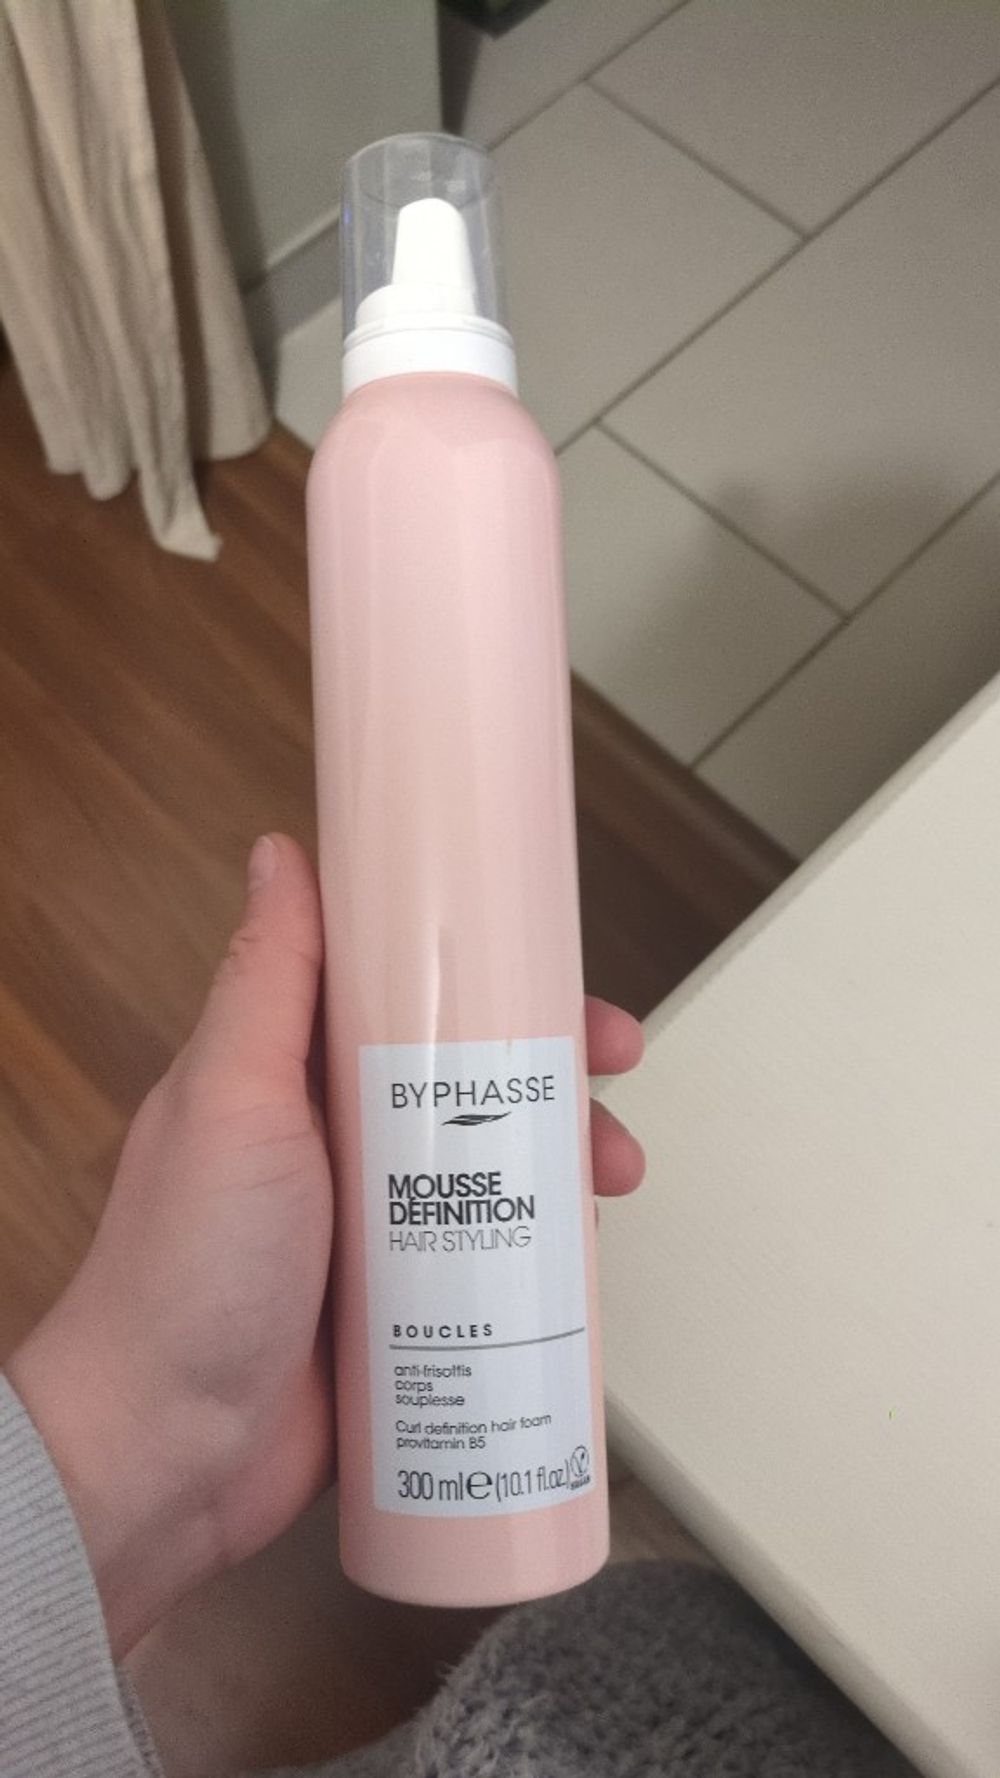 BYPHASSE
MOUSSE
DÉFINITION
HAIR STYLING
BOUCLES
anti-frisottis
corps
souplesse
Curl definition hair foam
provitamin B5
300 ml e (10.1 fl.oz)
VEGAN